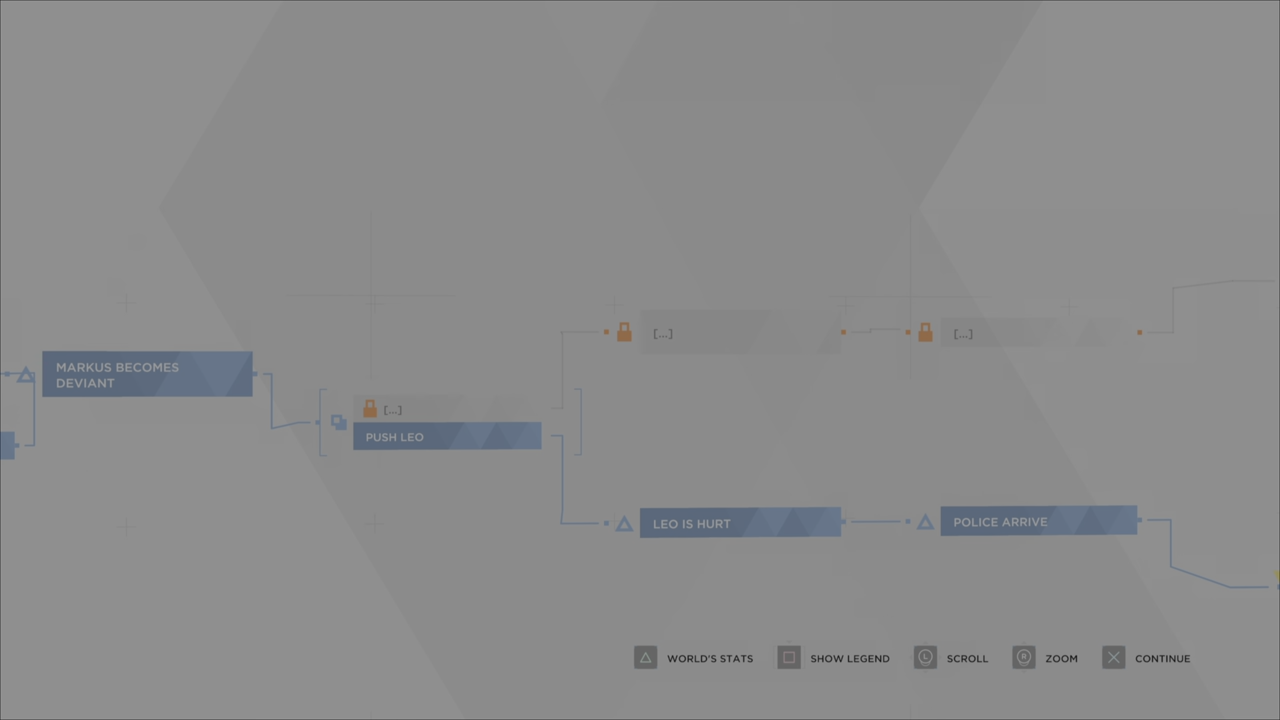 [...]
[...]
MARKUS BECOMES
DEVIANT
[...]
PUSH LEO
LEO IS HURT
POLICE ARRIVE
WORLD'S STATS
SHOW LEGEND
L
SCROLL
R
ZOOM
CONTINUE